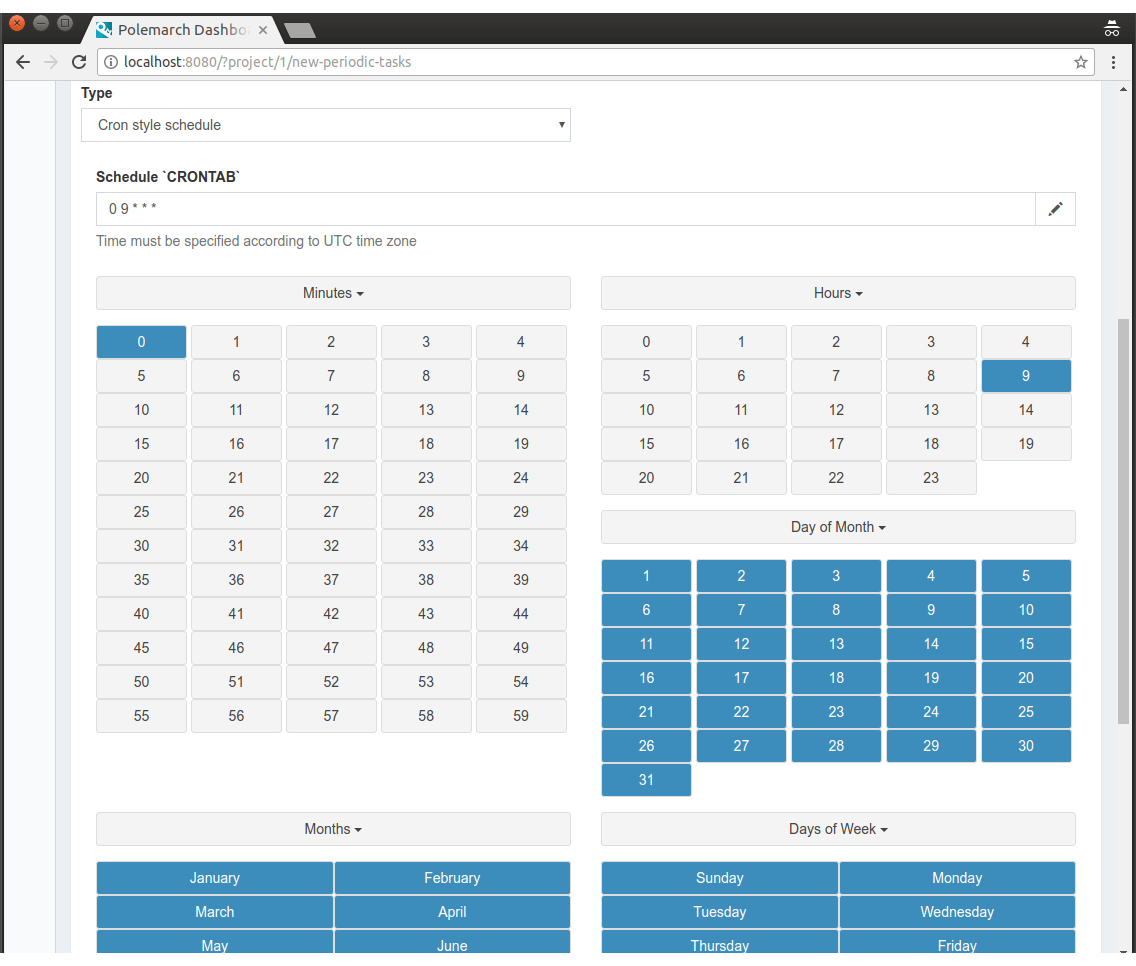 Polemarch Dashbo
localhost:8080/?project/1/new-periodic-tasks
Type
Cron style schedule
Schedule `CRONTAB`
0 9 * * *
Time must be specified according to UTC time zone
Minutes
0 1 2 3 4
5 6 7 8 9
10 11 12 13 14
15 16 17 18 19
20 21 22 23 24
25 26 27 28 29
30 31 32 33 34
35 36 37 38 39
40 41 42 43 44
45 46 47 48 49
50 51 52 53 54
55 56 57 58 59
Hours
0 1 2 3 4
5 6 7 8 9
10 11 12 13 14
15 16 17 18 19
20 21 22 23
Day of Month
1 2 3 4 5
6 7 8 9 10
11 12 13 14 15
16 17 18 19 20
21 22 23 24 25
26 27 28 29 30
31
Months
January February
March April
May June
Days of Week
Sunday Monday
Tuesday Wednesday
Thursday Friday